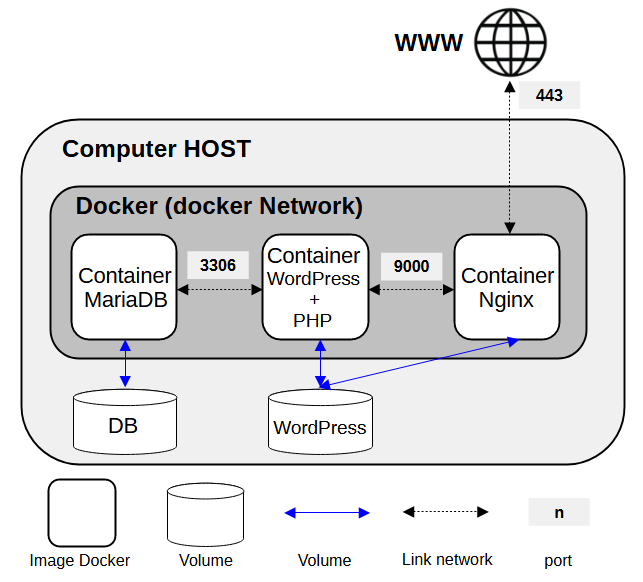 WWW
443
Computer HOST
Docker (docker Network)
Container
MariaDB
3306
Container
WordPress
+
PHP
9000
Container
Nginx
DB
WordPress
n
Image Docker
Volume
Volume
Link network
port